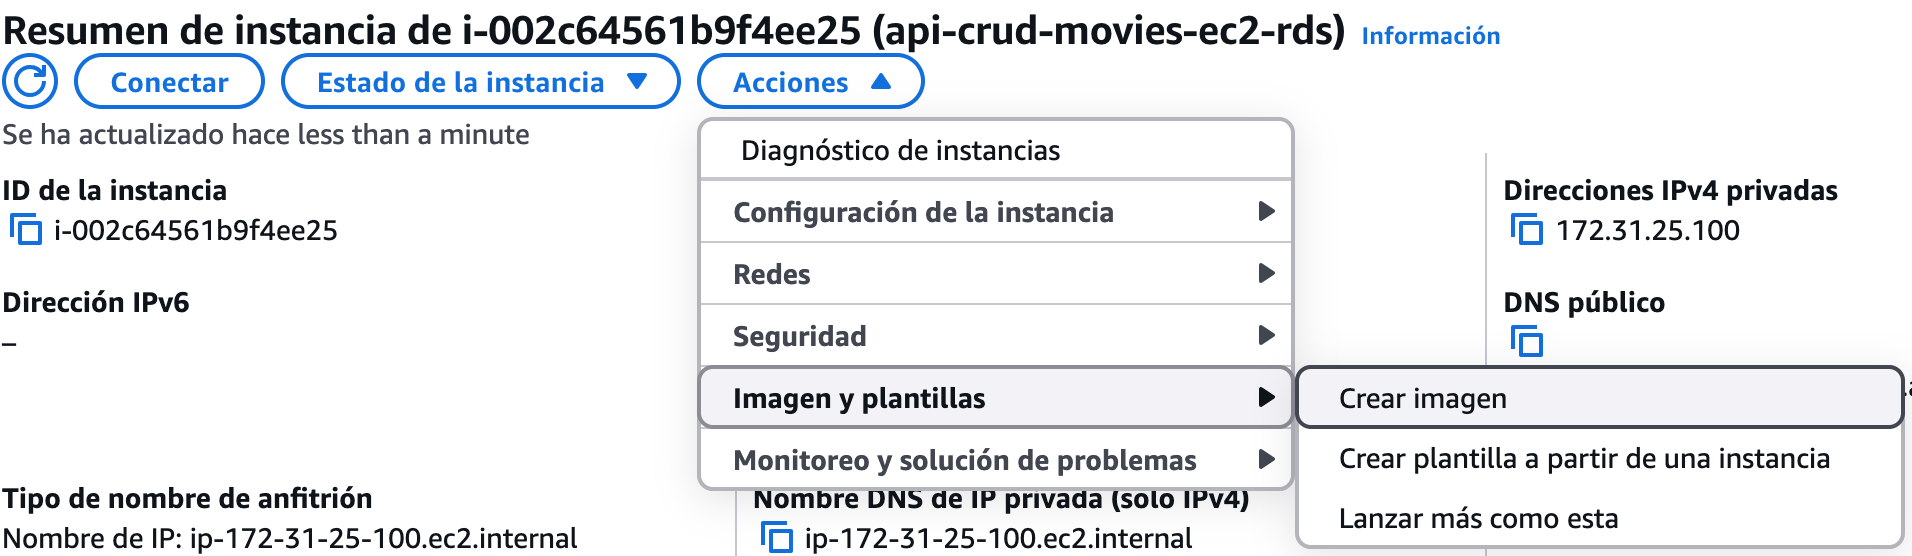 Resumen de instancia de i-002c64561b9f4ee25 (api-crud-movies-ec2-rds) Información
Conectar Estado de la instancia Acciones
Se ha actualizado hace less than a minute
Diagnóstico de instancias
Configuración de la instancia
Redes
Seguridad
Imagen y plantillas
Monitoreo y solución de problemas
Crear imagen
Crear plantilla a partir de una instancia
Lanzar más como esta
ID de la instancia
i-002c64561b9f4ee25
Direcciones IPv4 privadas
172.31.25.100
Dirección IPv6
–
DNS público
Tipo de nombre de anfitrión
Nombre de IP: ip-172-31-25-100.ec2.internal
Nombre DNS de IP privada (solo IPv4)
ip-172-31-25-100.ec2.internal